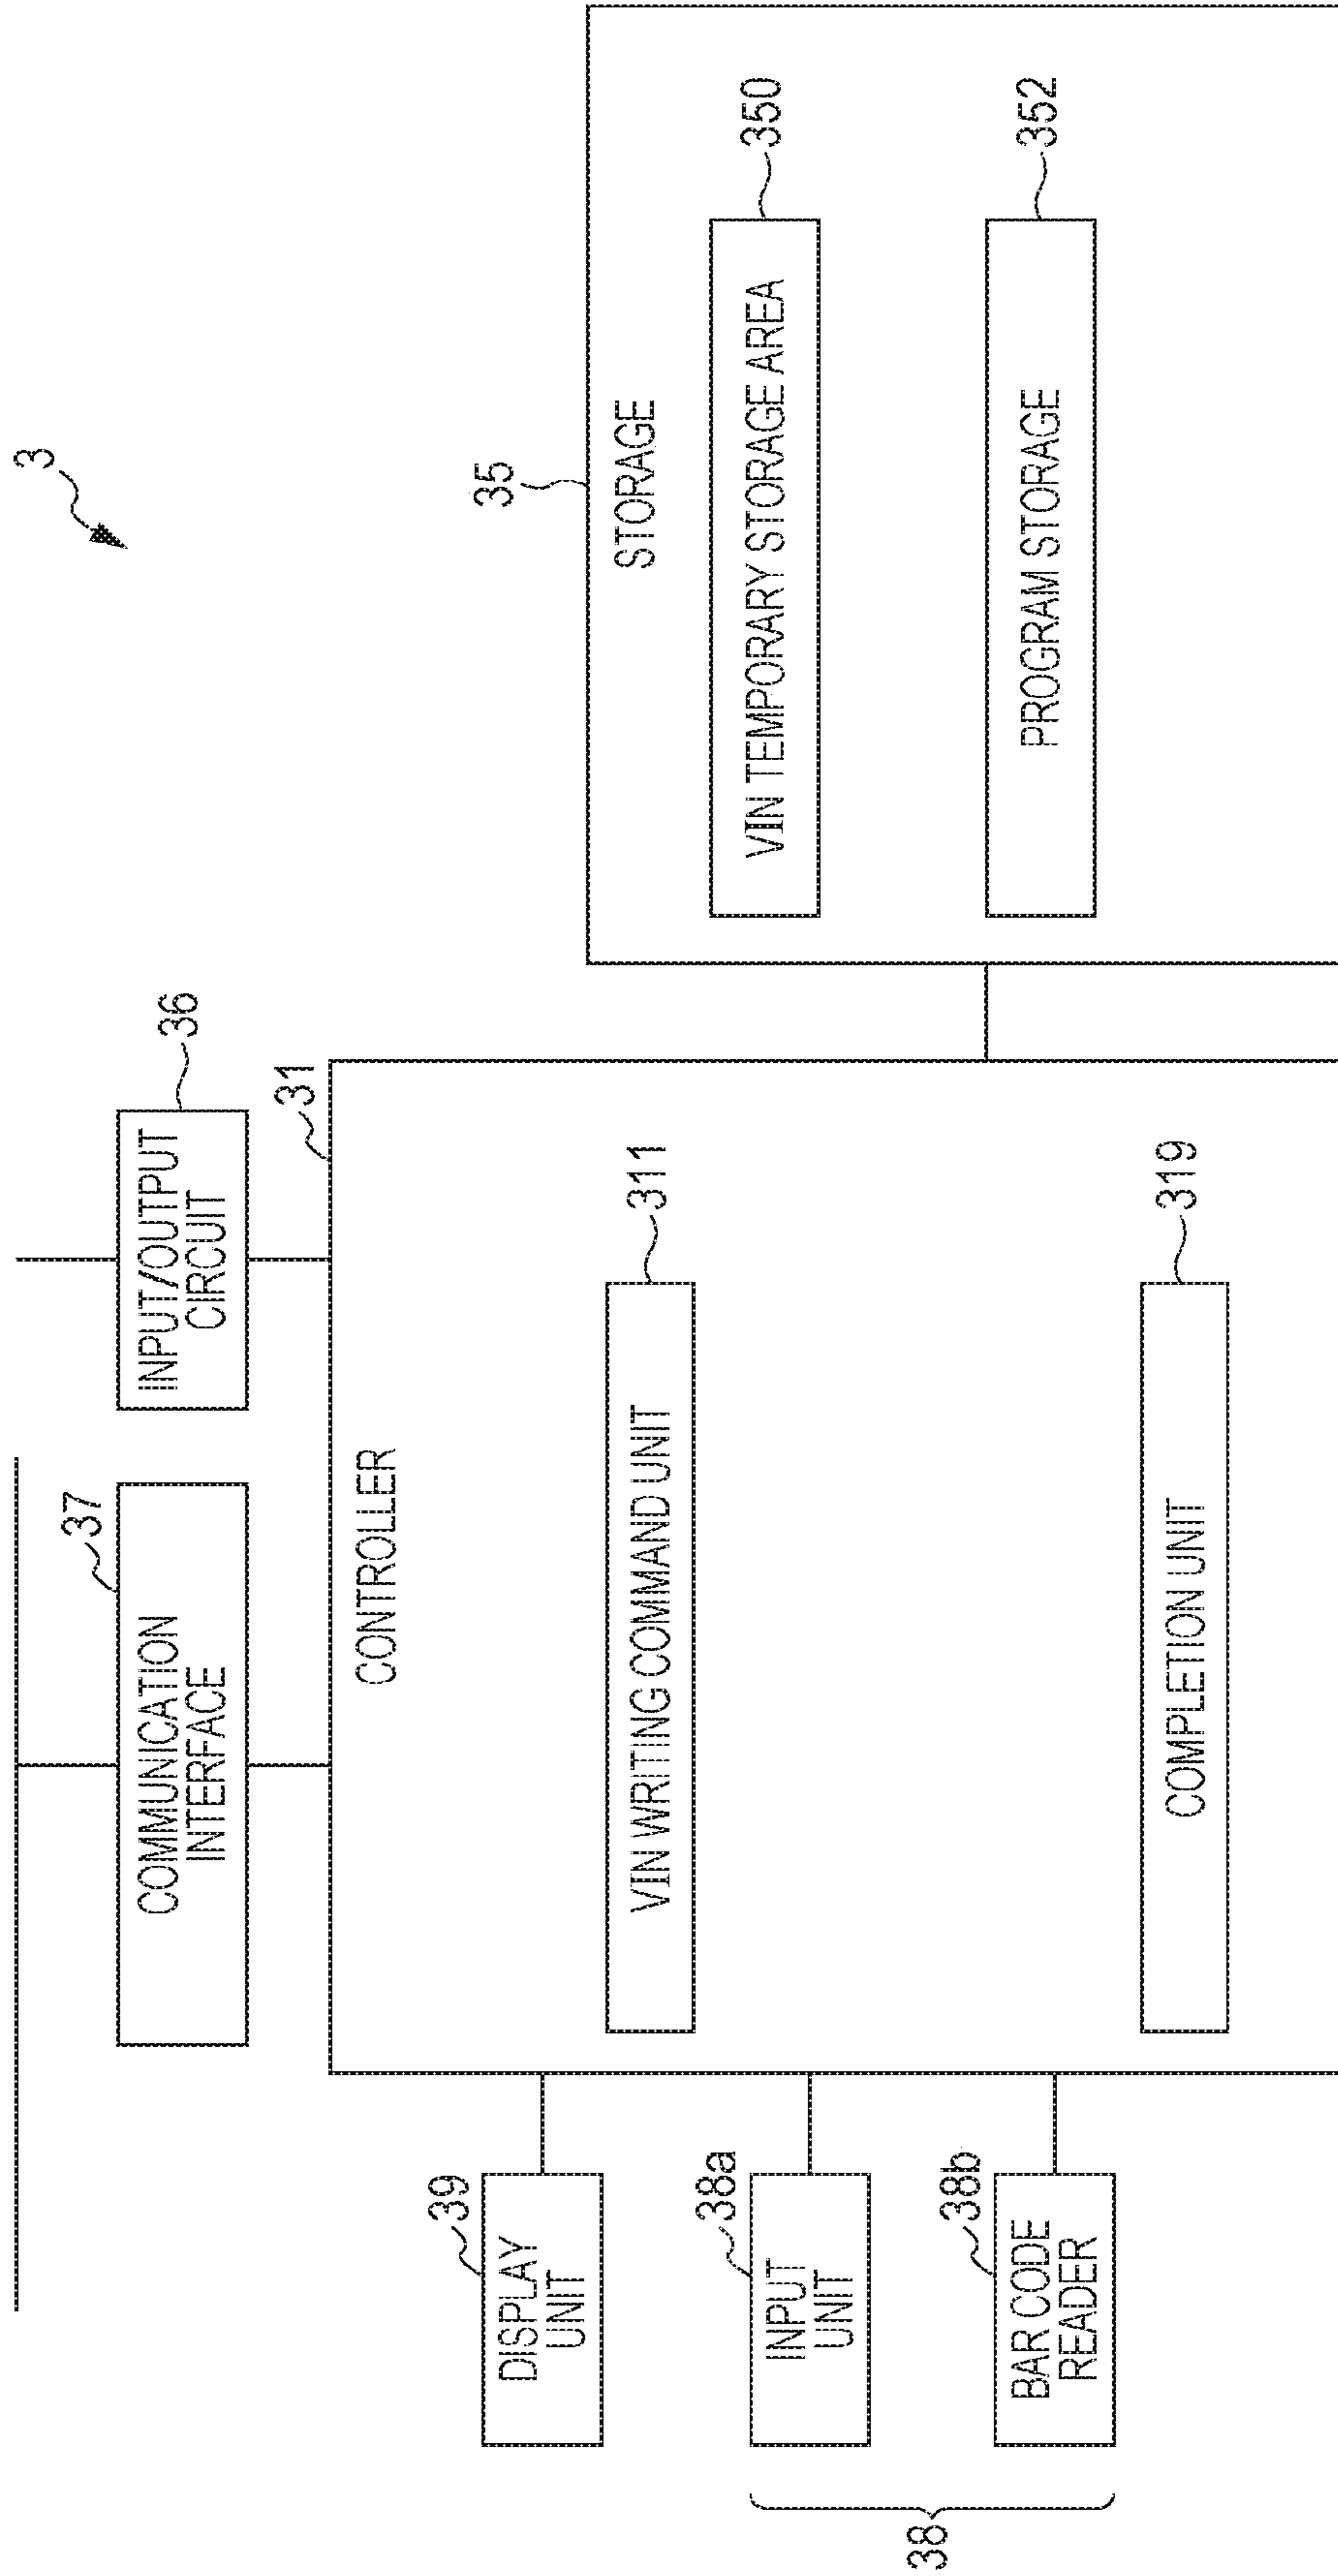 3
37
COMMUNICATION
INTERFACE
36
INPUT/OUTPUT
CIRCUIT
31
CONTROLLER
311
VIN WRITING COMMAND UNIT
319
COMPLETION UNIT
39
DISPLAY
UNIT
38a
INPUT
UNIT
38b
BAR CODE
READER
38
35
STORAGE
350
VIN TEMPORARY STORAGE AREA
352
PROGRAM STORAGE